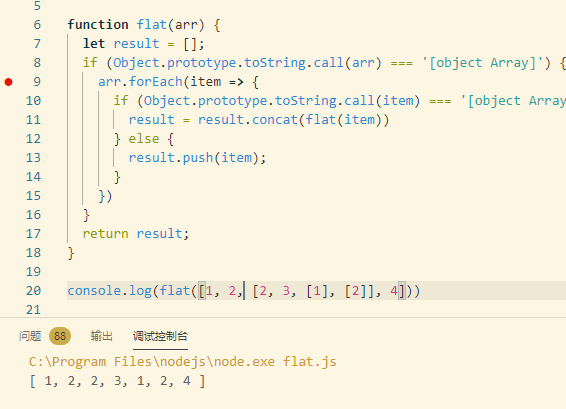 5
6 function flat(arr) {
7 let result = [];
8 if (Object.prototype.toString.call(arr) === '[object Array]') {
9 arr.forEach(item => {
10 if (Object.prototype.toString.call(item) === '[object Array
11 result = result.concat(flat(item))
12 } else {
13 result.push(item);
14 }
15 })
16 }
17 return result;
18 }
19
20 console.log(flat([1, 2, [2, 3, [1], [2]], 4]))
21
问题 88 输出 调试控制台
C:\Program Files\nodejs\node.exe flat.js
[ 1, 2, 2, 3, 1, 2, 4 ]